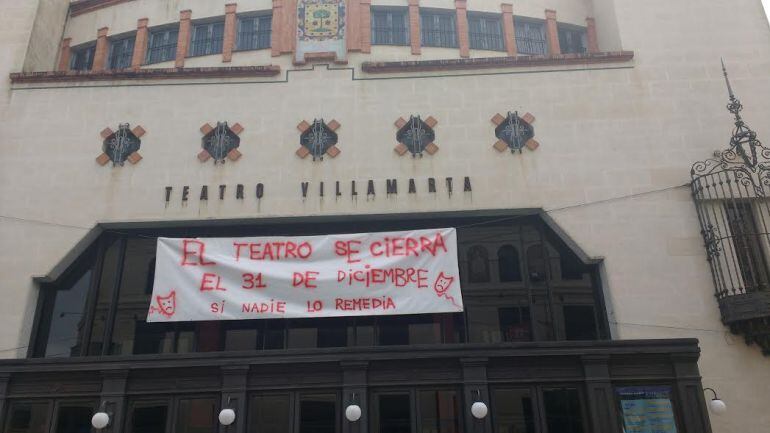 TEATRO VILLAMARTA
EL TEATRO SE CIERRA
EL 31 DE DICIEMBRE
SI NADIE LO REMEDIA